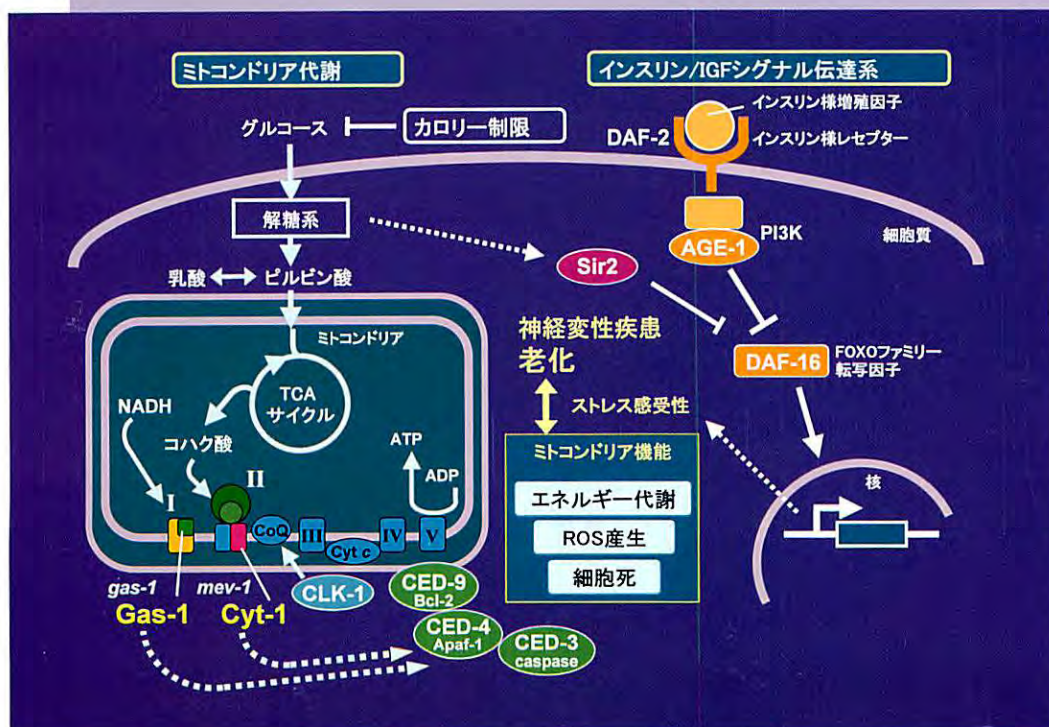 ミトコンドリア代謝
インスリン/IGFシグナル伝達系
グルコース
カロリー制限
DAF-2
インスリン様増殖因子
インスリン様レセプター
解糖系
PI3K
AGE-1
細胞質
Sir2
乳酸
ピルビン酸
ミトコンドリア
神経変性疾患
老化
DAF-16
FOXOファミリー
転写因子
TCA
サイクル
NADH
コハク酸
ATP
ADP
ストレス感受性
ミトコンドリア機能
エネルギー代謝
ROS産生
細胞死
核
I
II
CoQ
III
Cyt c
IV
V
gas-1
Gas-1
mev-1
Cyt-1
CLK-1
CED-9
Bcl-2
CED-4
Apaf-1
CED-3
caspase